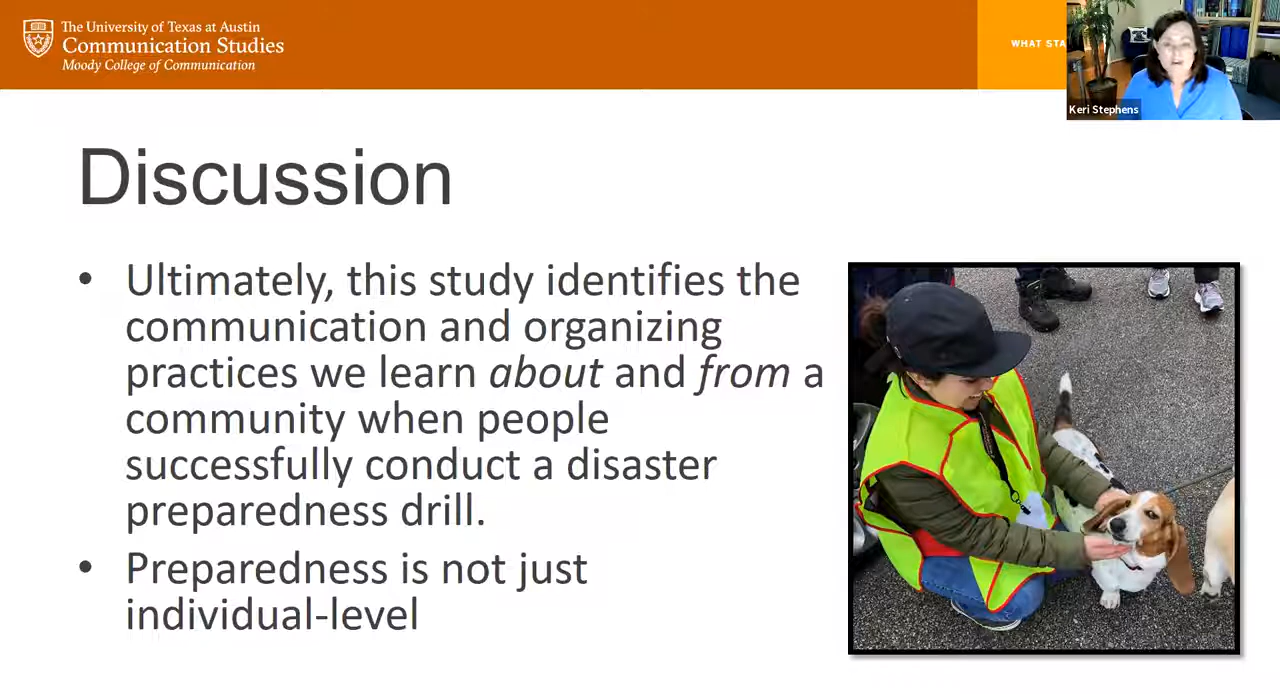 The University of Texas at Austin
Communication Studies
Moody College of Communication
WHAT STA
Keri Stephens
Discussion
• Ultimately, this study identifies the
communication and organizing
practices we learn about and from a
community when people
successfully conduct a disaster
preparedness drill.
• Preparedness is not just
individual-level